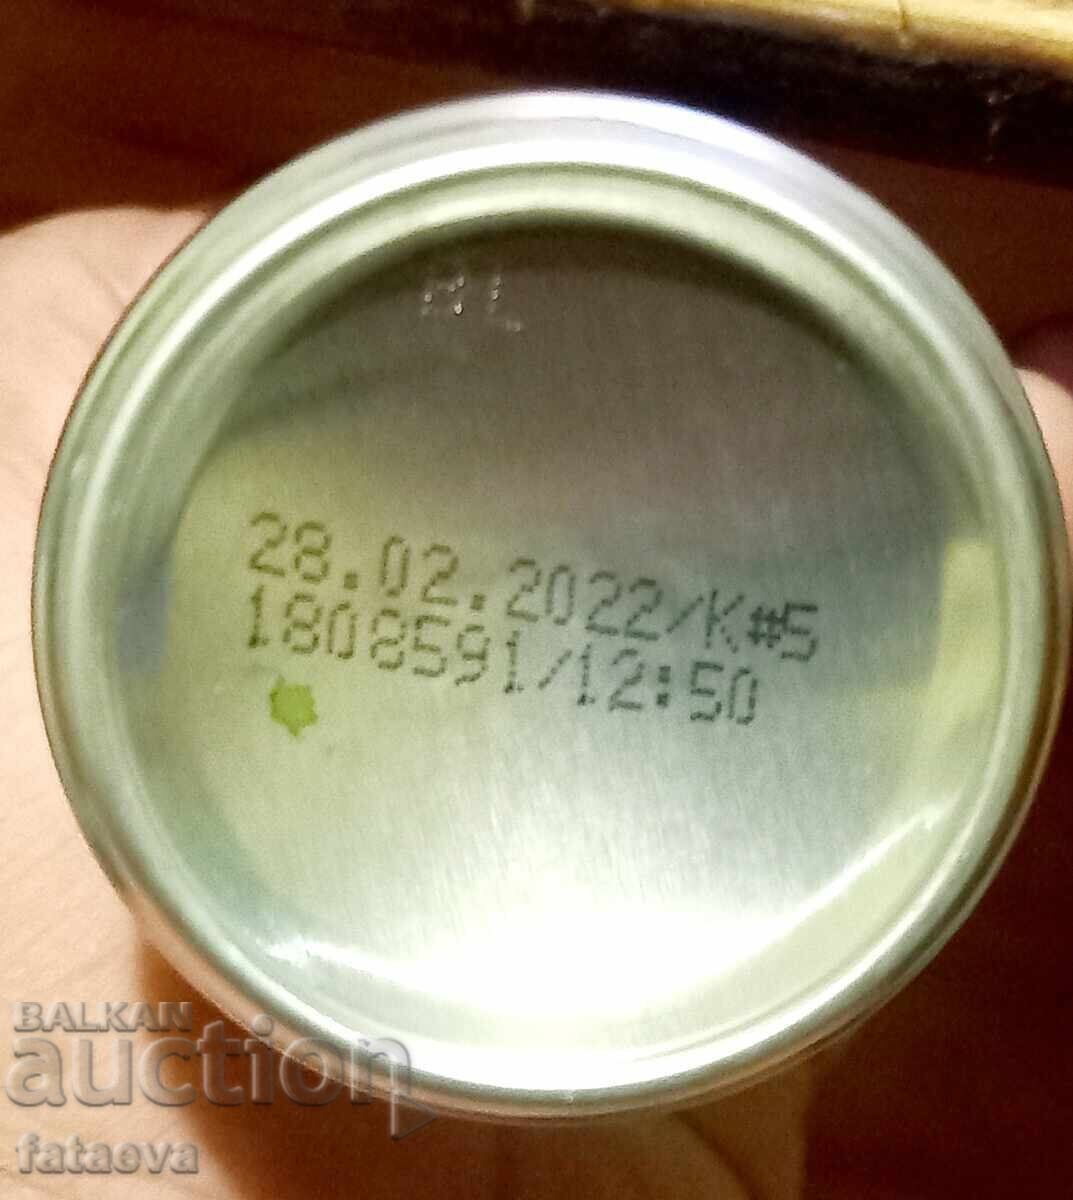 28.02.2022/K#5
1808591/12:50
BALKAN
auction
fataeva